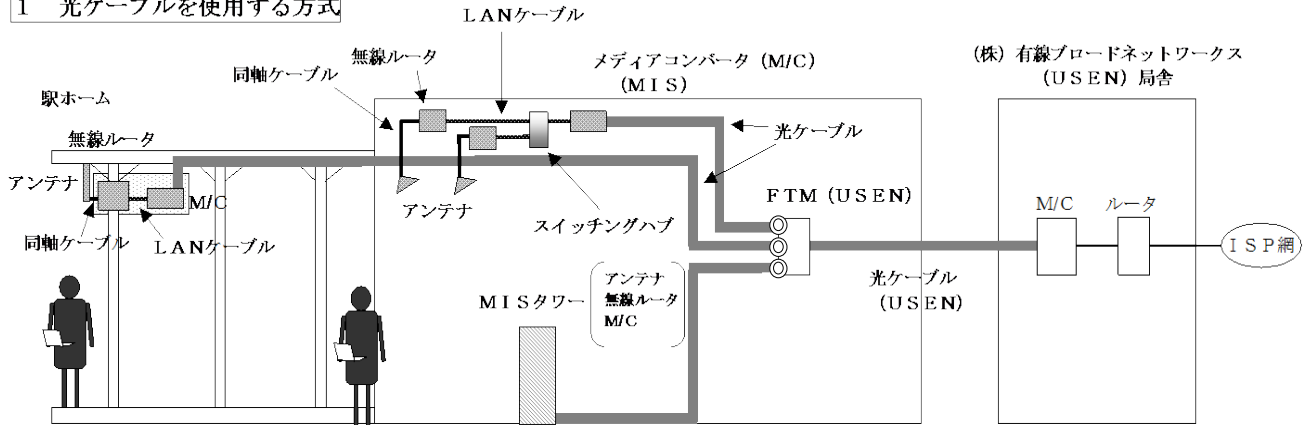 1　光ケーブルを使用する方式
LANケーブル
無線ルータ
同軸ケーブル
メディアコンバータ（M/C）
（MIS）
（株）有線ブロードネットワークス
（USEN）局舎
駅ホーム
無線ルータ
光ケーブル
アンテナ
M/C
アンテナ
FTM（USEN）
スイッチングハブ
M/C
ルータ
同軸ケーブル
LANケーブル
ISP網
MISタワー
アンテナ
無線ルータ
M/C
光ケーブル
（USEN）